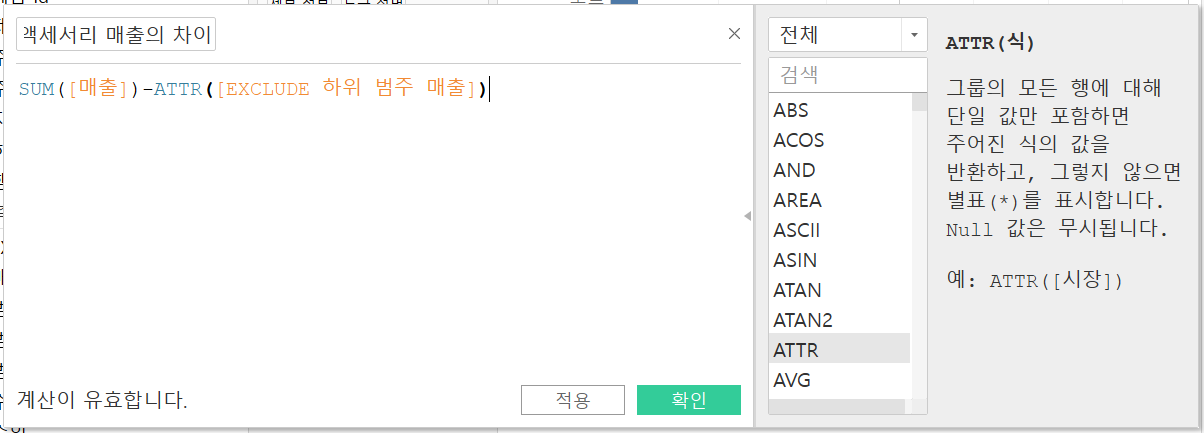 액세서리 매출의 차이
SUM([매출])-ATTR([EXCLUDE 하위 범주 매출])
계산이 유효합니다.
적용
확인
전체
검색
ABS
ACOS
AND
AREA
ASCII
ASIN
ATAN
ATAN2
ATTR
AVG
ATTR(식)
그룹의 모든 행에 대해
단일 값만 포함하면
주어진 식의 값을
반환하고, 그렇지 않으면
별표(*)를 표시합니다.
Null 값은 무시됩니다.
예: ATTR([시장])